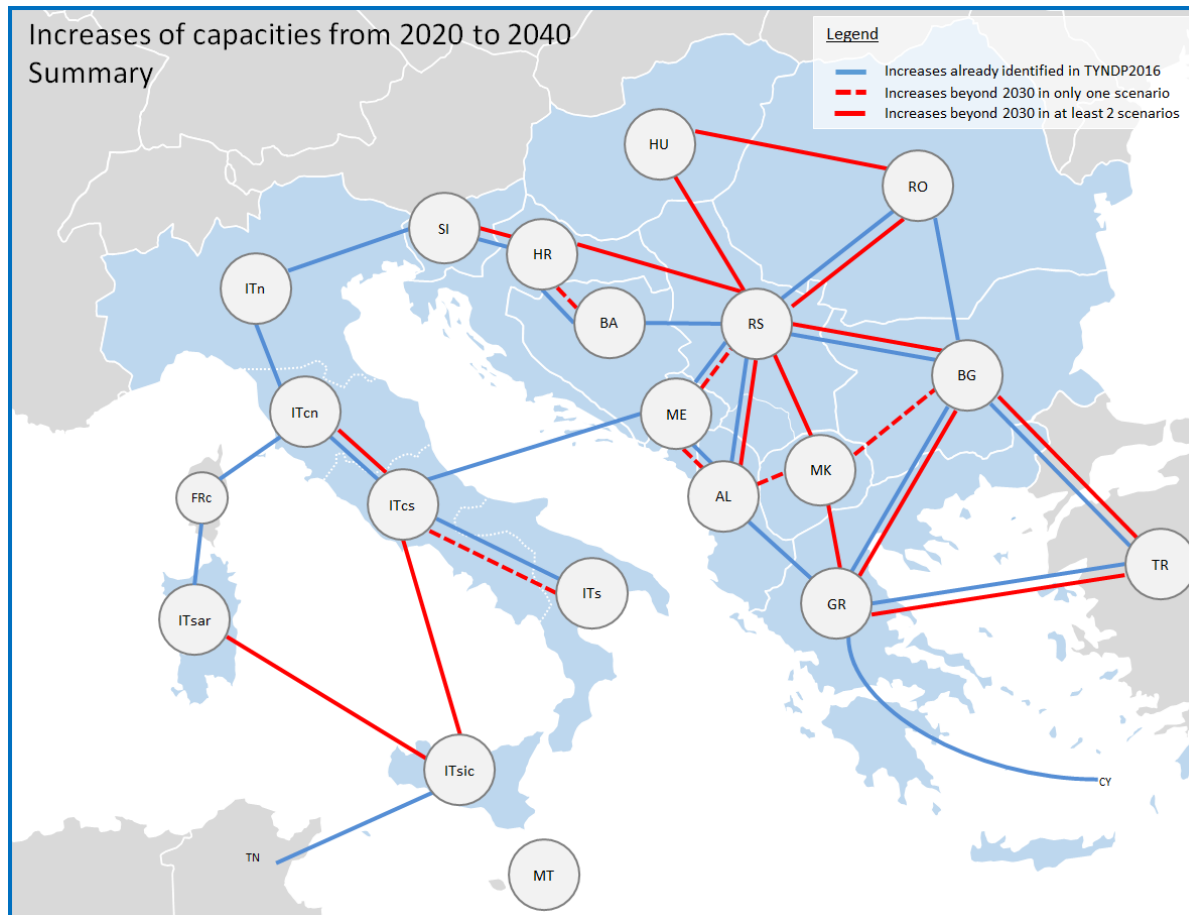 Increases of capacities from 2020 to 2040
Summary
Legend
Increases already identified in TYNDP2016
Increases beyond 2030 in only one scenario
Increases beyond 2030 in at least 2 scenarios
HU
RO
SI
HR
ITn
BA
RS
BG
ITcn
ME
MK
FRc
ITcs
AL
TR
ITs
GR
ITsar
ITsic
CY
TN
MT